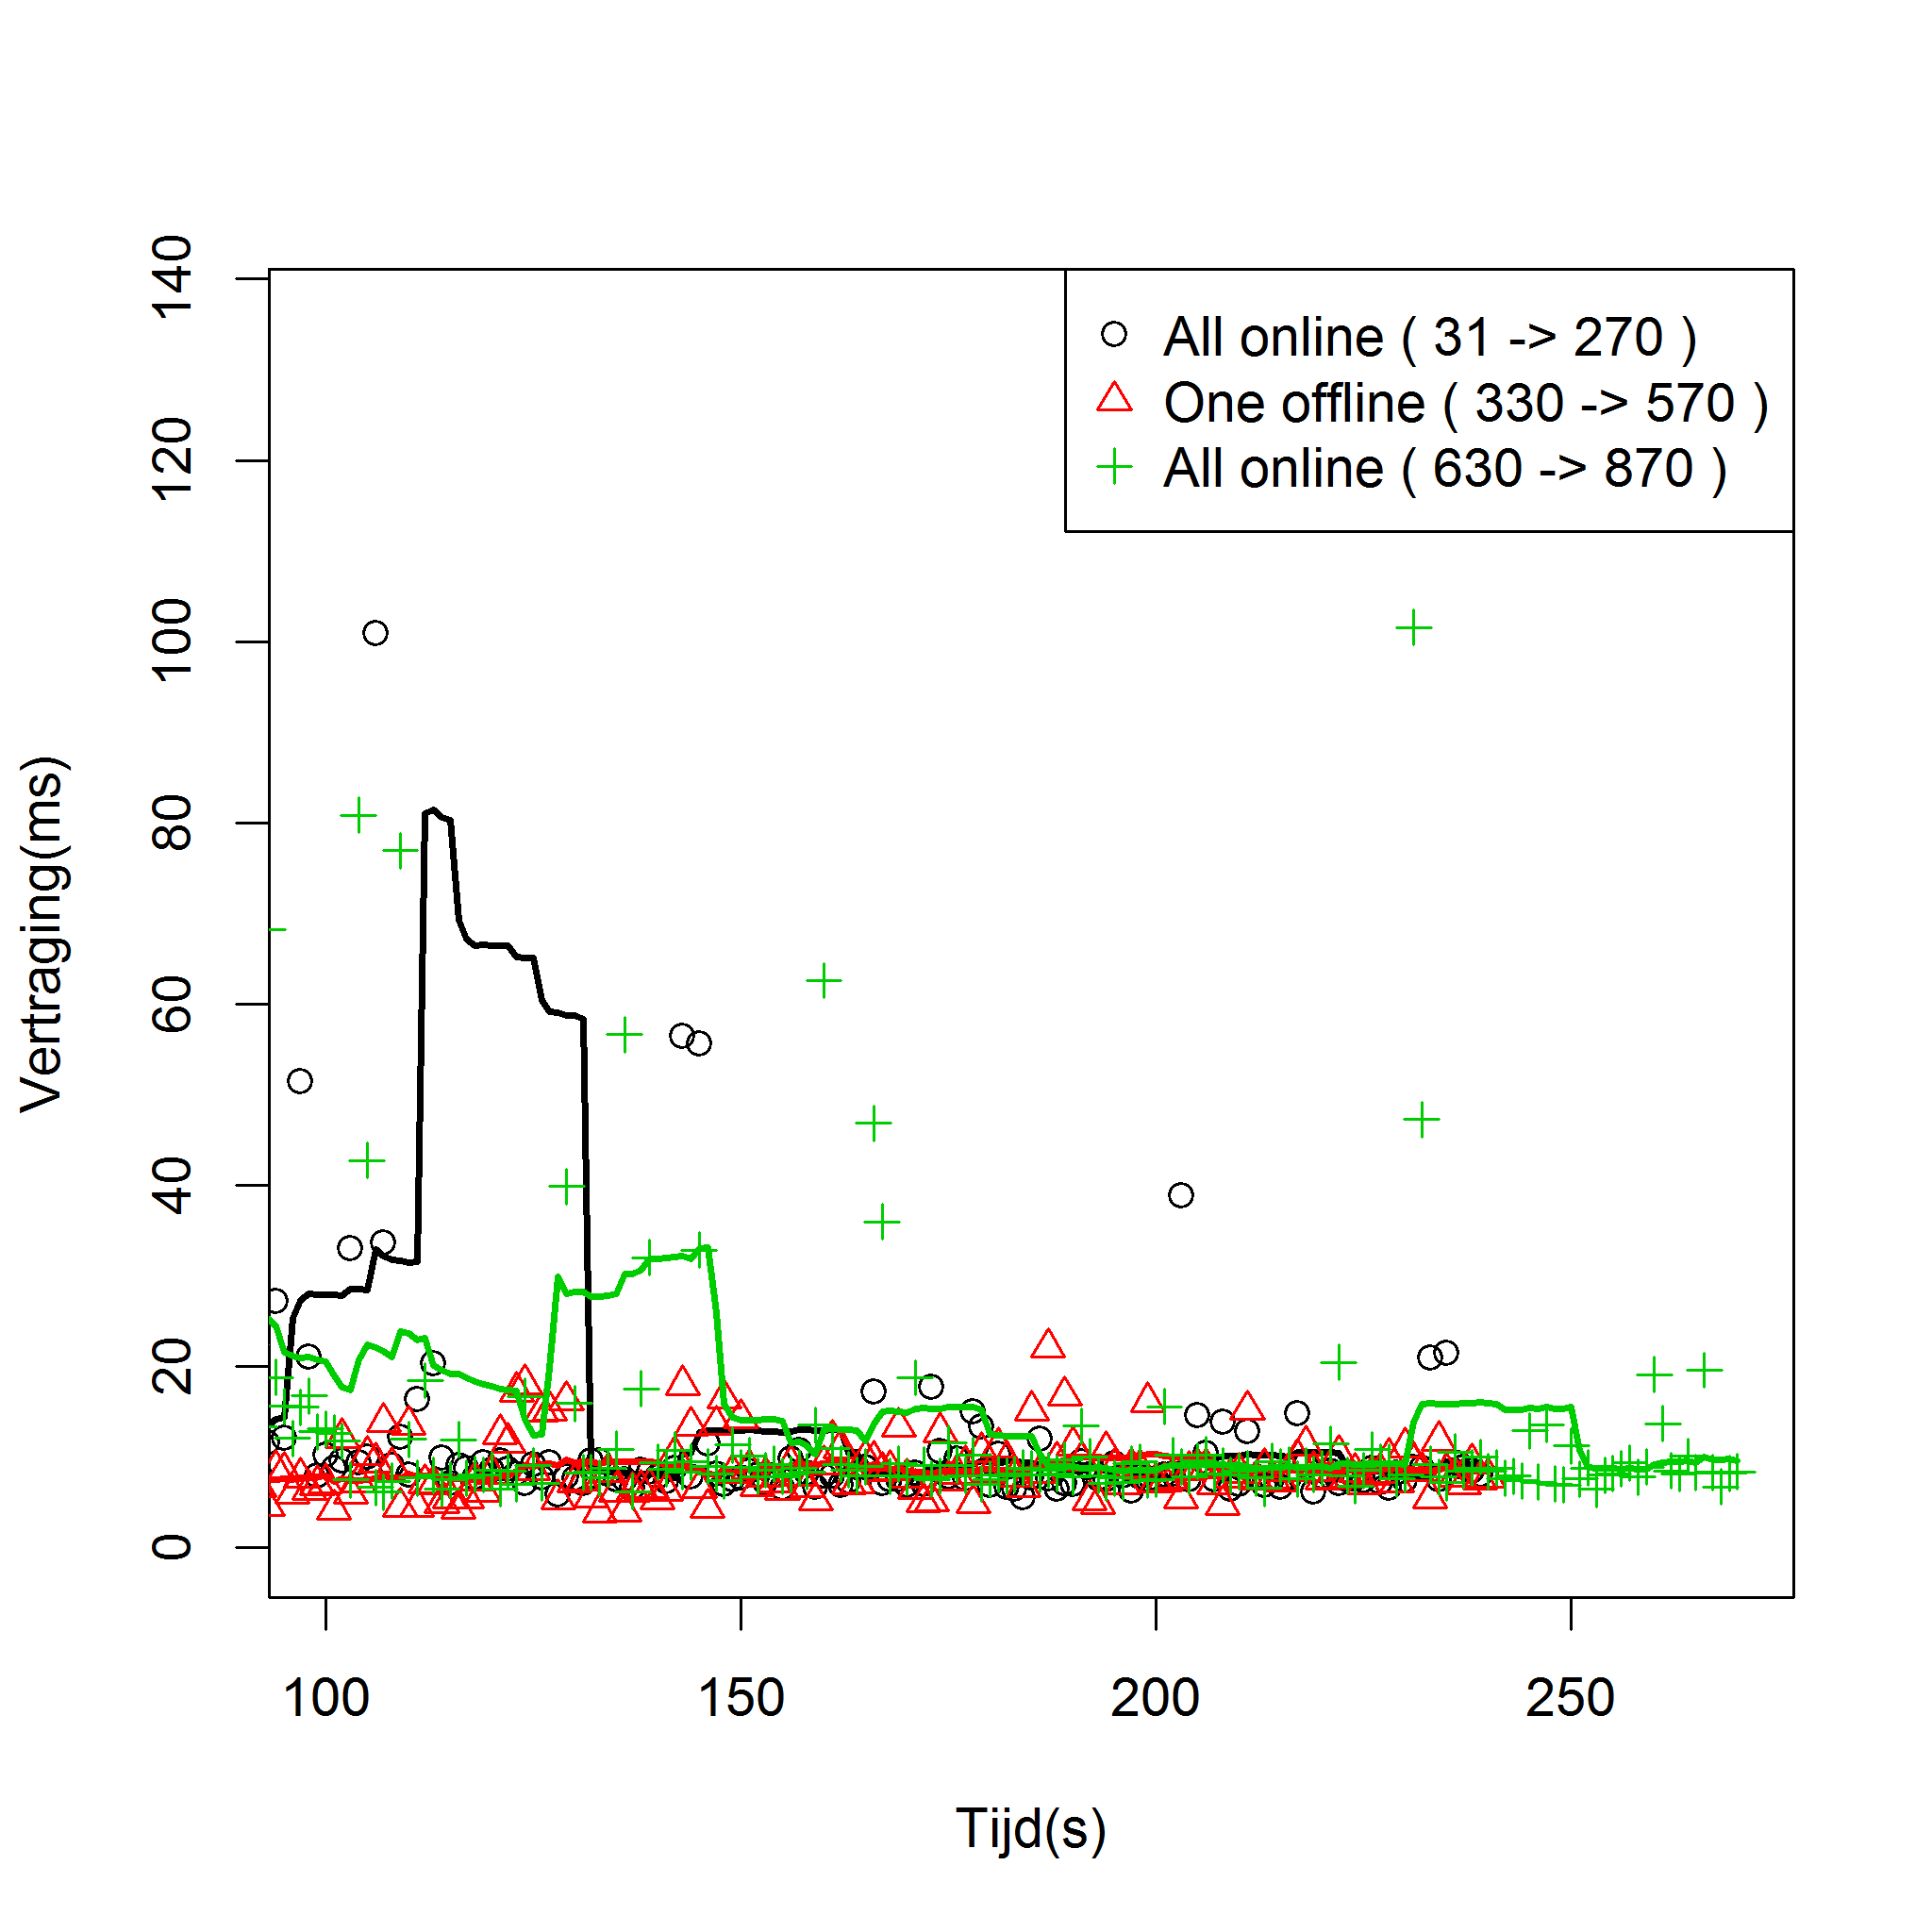 All online ( 31 -> 270 )
One offline ( 330 -> 570 )
All online ( 630 -> 870 )
Vertraging(ms)
140
120
100
80
60
40
20
0
100 150 200 250
Tijd(s)